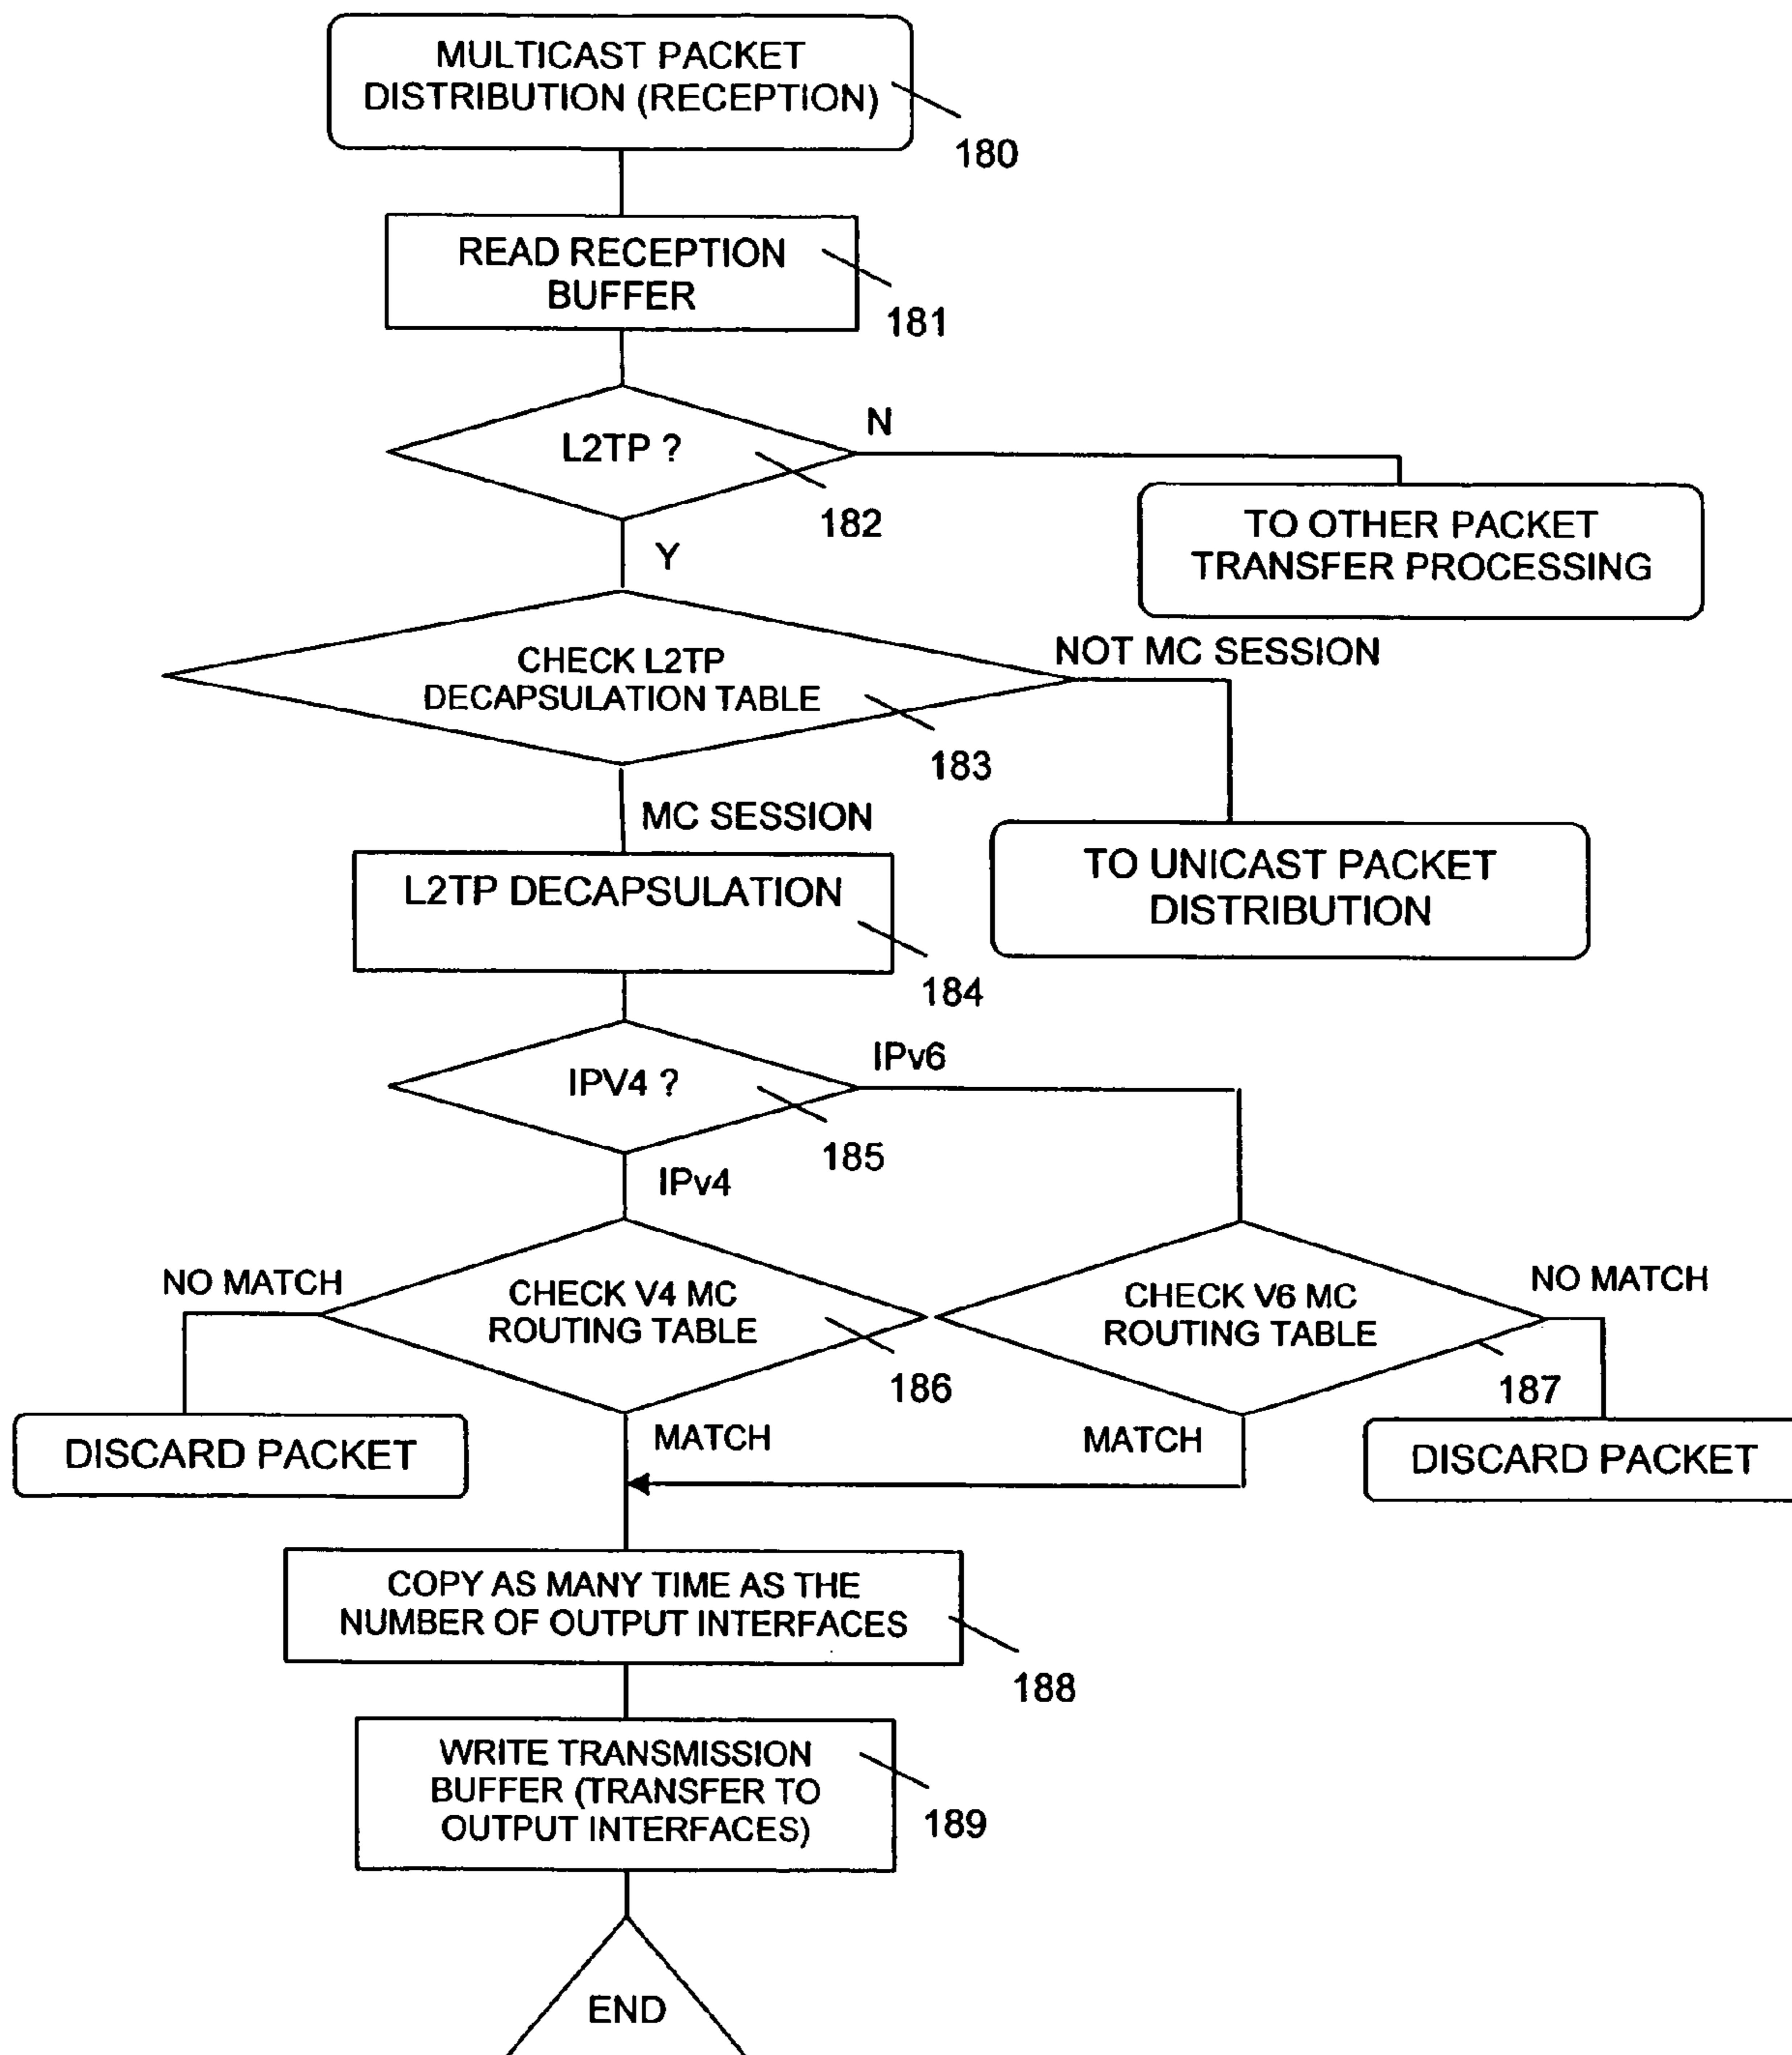 MULTICAST PACKET
DISTRIBUTION (RECEPTION)
180
READ RECEPTION
BUFFER
181
L2TP ?
N
182
Y
TO OTHER PACKET
TRANSFER PROCESSING
CHECK L2TP
DECAPSULATION TABLE
NOT MC SESSION
183
MC SESSION
TO UNICAST PACKET
DISTRIBUTION
L2TP DECAPSULATION
184
IPV4 ?
IPv6
185
IPv4
NO MATCH
CHECK V4 MC
ROUTING TABLE
186
CHECK V6 MC
ROUTING TABLE
NO MATCH
187
DISCARD PACKET
MATCH
MATCH
DISCARD PACKET
COPY AS MANY TIME AS THE
NUMBER OF OUTPUT INTERFACES
188
WRITE TRANSMISSION
BUFFER (TRANSFER TO
OUTPUT INTERFACES)
189
END